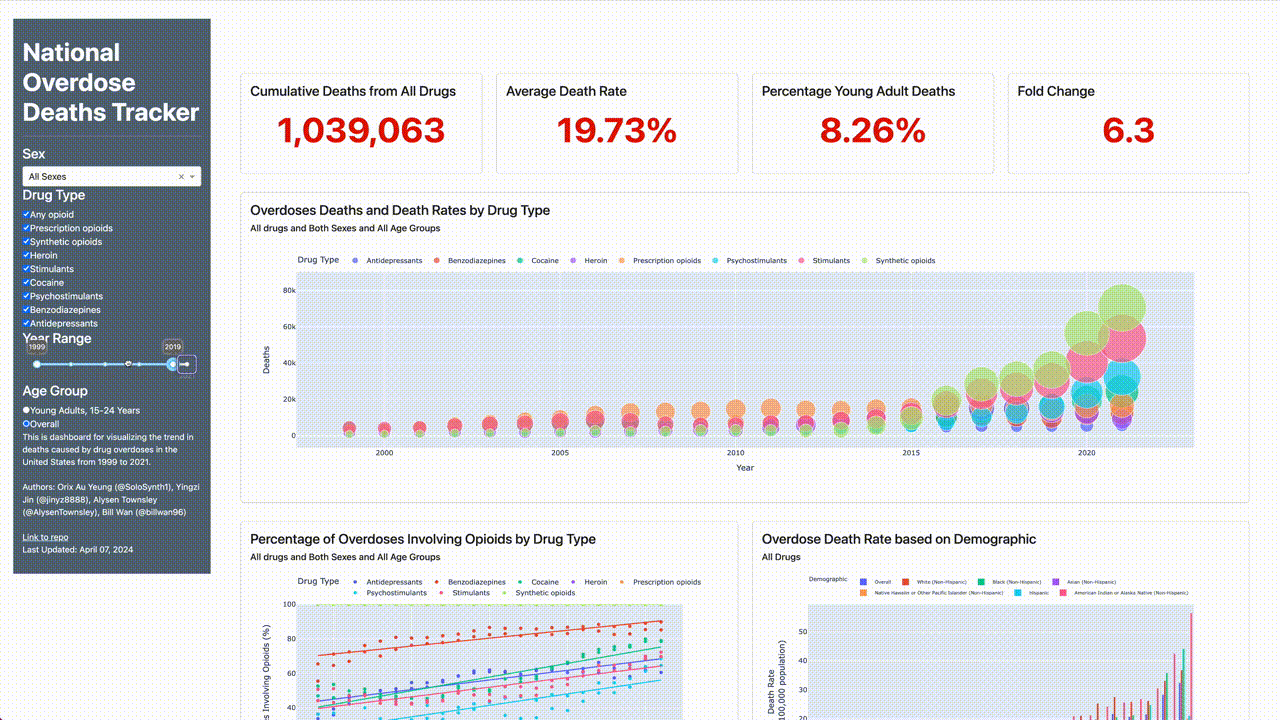 National
Overdose
Deaths Tracker
Sex
All Sexes
Drug Type
Any opioid
Prescription opioids
Synthetic opioids
Heroin
Stimulants
Cocaine
Psychostimulants
Benzodiazepines
Antidepressants
Year Range
1999 2019
Age Group
Young Adults, 15-24 Years
Overall
This is dashboard for visualizing the trend in
deaths caused by drug overdoses in the
United States from 1999 to 2021.
Authors: Orix Au Yeung (@SoloSynth1), Yingzi
Jin (@jinyz8888), Alysen Townsley
(@AlysenTownsley), Bill Wan (@billwan96)
Link to repo
Last Updated: April 07, 2024
Cumulative Deaths from All Drugs
1,039,063
Average Death Rate
19.73%
Percentage Young Adult Deaths
8.26%
Fold Change
6.3
Overdoses Deaths and Death Rates by Drug Type
All drugs and Both Sexes and All Age Groups
Drug Type Antidepressants Benzodiazepines Cocaine Heroin Prescription opioids Psychostimulants Stimulants Synthetic opioids
80k
60k
40k
20k
0
Deaths
2000 2005 2010 2015 2020
Year
Percentage of Overdoses Involving Opioids by Drug Type
All drugs and Both Sexes and All Age Groups
Drug Type Antidepressants Benzodiazepines Cocaine Heroin Prescription opioids
Psychostimulants Stimulants Synthetic opioids
100
80
60
40
s Involving Opioids (%)
Overdose Death Rate based on Demographic
All Drugs
Demographic Overall White (Non-Hispanic) Black (Non-Hispanic) Asian (Non-Hispanic)
Native Hawaiin or Other Pacific Islander (Non-Hispanic) Hispanic American Indian or Alaska Native (Non-Hispanic)
50
40
30
20
Death Rate
100,000 population)